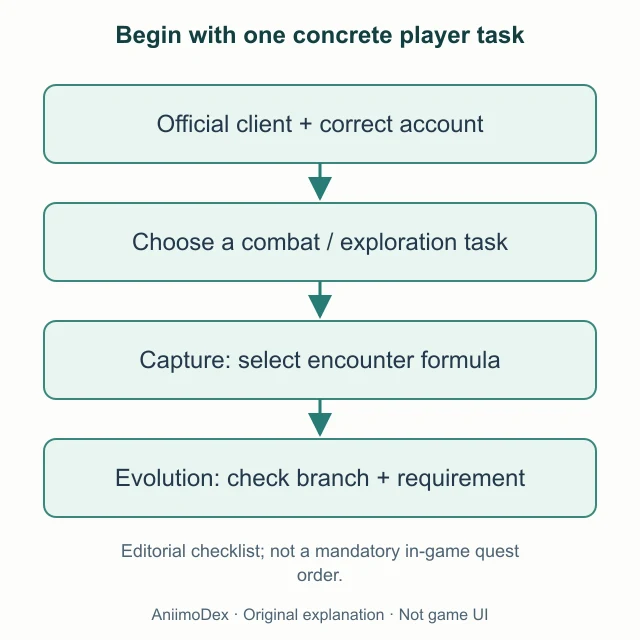 Begin with one concrete player task
Official client + correct account
Choose a combat / exploration task
Capture: select encounter formula
Evolution: check branch + requirement
Editorial checklist; not a mandatory in-game quest
order.
AniimoDex · Original explanation · Not game UI